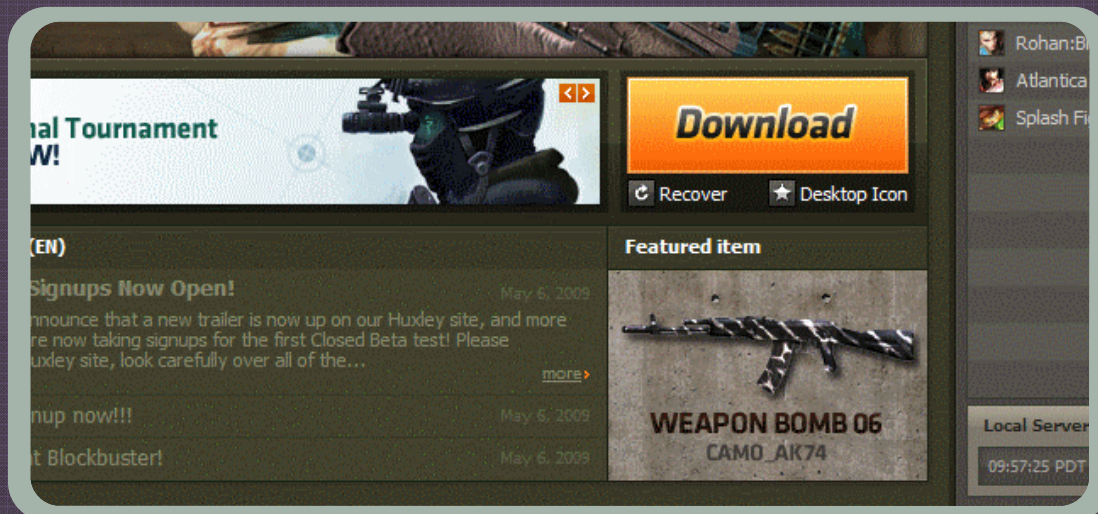 nal Tournament
W!
Download
Recover
Desktop Icon
Rohan:B
Atlantica
Splash Fi
(EN)
Signups Now Open!
May 6, 2009
nnounce that a new trailer is now up on our Huxley site, and more
re now taking signups for the first Closed Beta test! Please
uxley site, look carefully over all of the...
more
nup now!!!
May 6, 2009
t Blockbuster!
May 6, 2009
Featured item
WEAPON BOMB 06
CAMO_AK74
Local Server
09:57:25 PDT